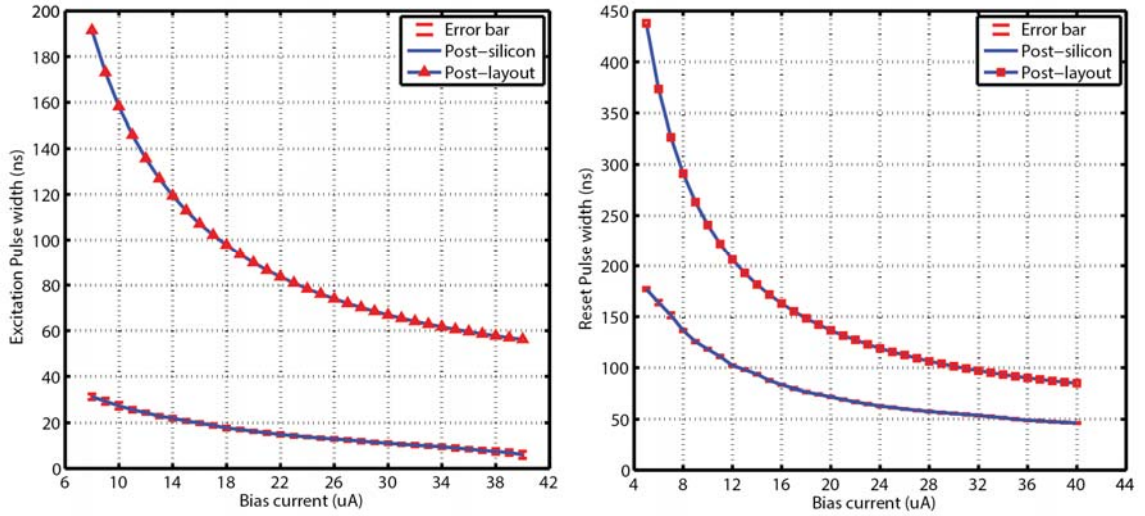 200
180
160
140
120
100
80
60
40
20
0
Excitation Pulse width (ns)
Error bar
Post-silicon
Post-layout
6 10 14 18 22 26 30 34 38 42
Bias current (uA)
450
400
350
300
250
200
150
100
50
0
Reset Pulse width (ns)
Error bar
Post-silicon
Post-layout
4 8 12 16 20 24 28 32 36 40 44
Bias current (uA)